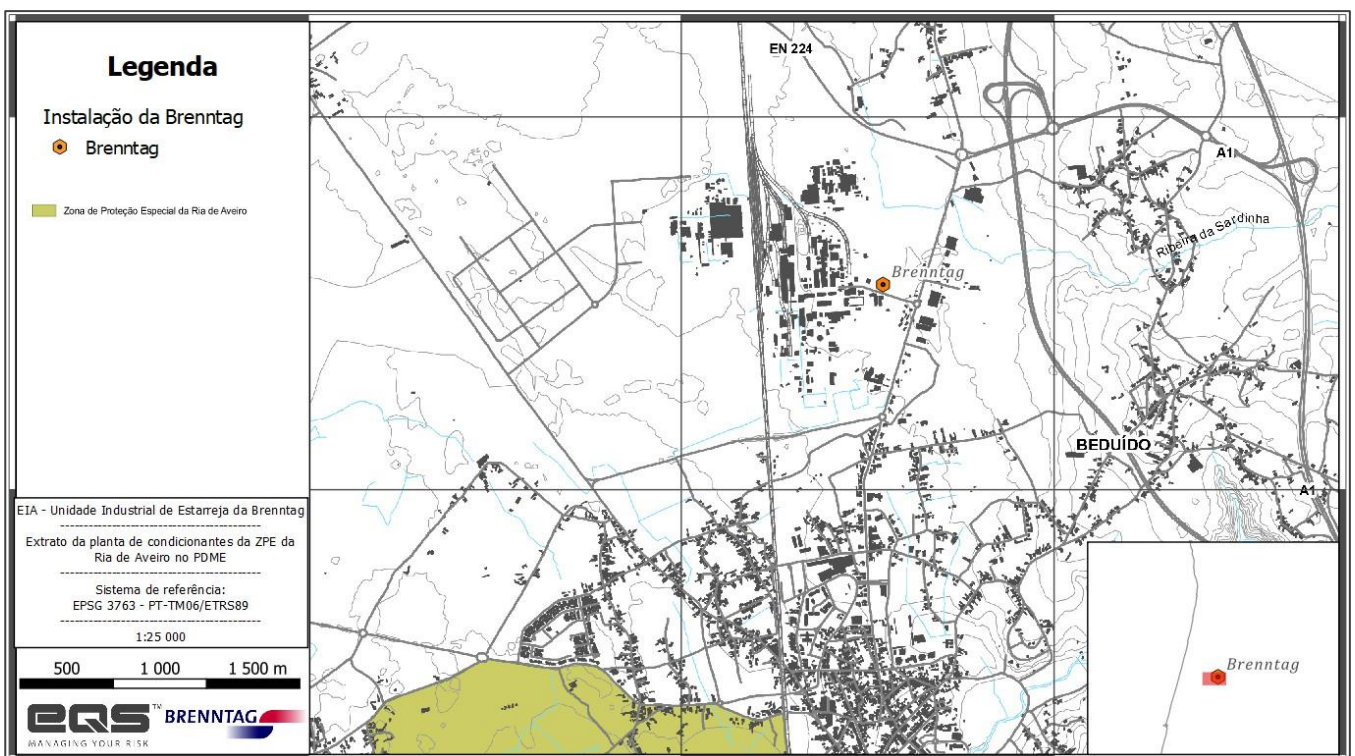 Legenda
Instalação da Brenntag
Brenntag
Zona de Proteção Especial da Ria de Aveiro
EIA - Unidade Industrial de Estarreja da Brenntag
Extrato da planta de condicionantes da ZPE da
Ria de Aveiro no PDME
Sistema de referência:
EPSG 3763 - PT-TM06/ETRS89
1:25 000
500 1 000 1 500 m
eQS™ BRENNTAG
MANAGING YOUR RISK
EN 224
A1
Ribeira da Sardinha
Brenntag
BEDUÍDO
A1
Brenntag